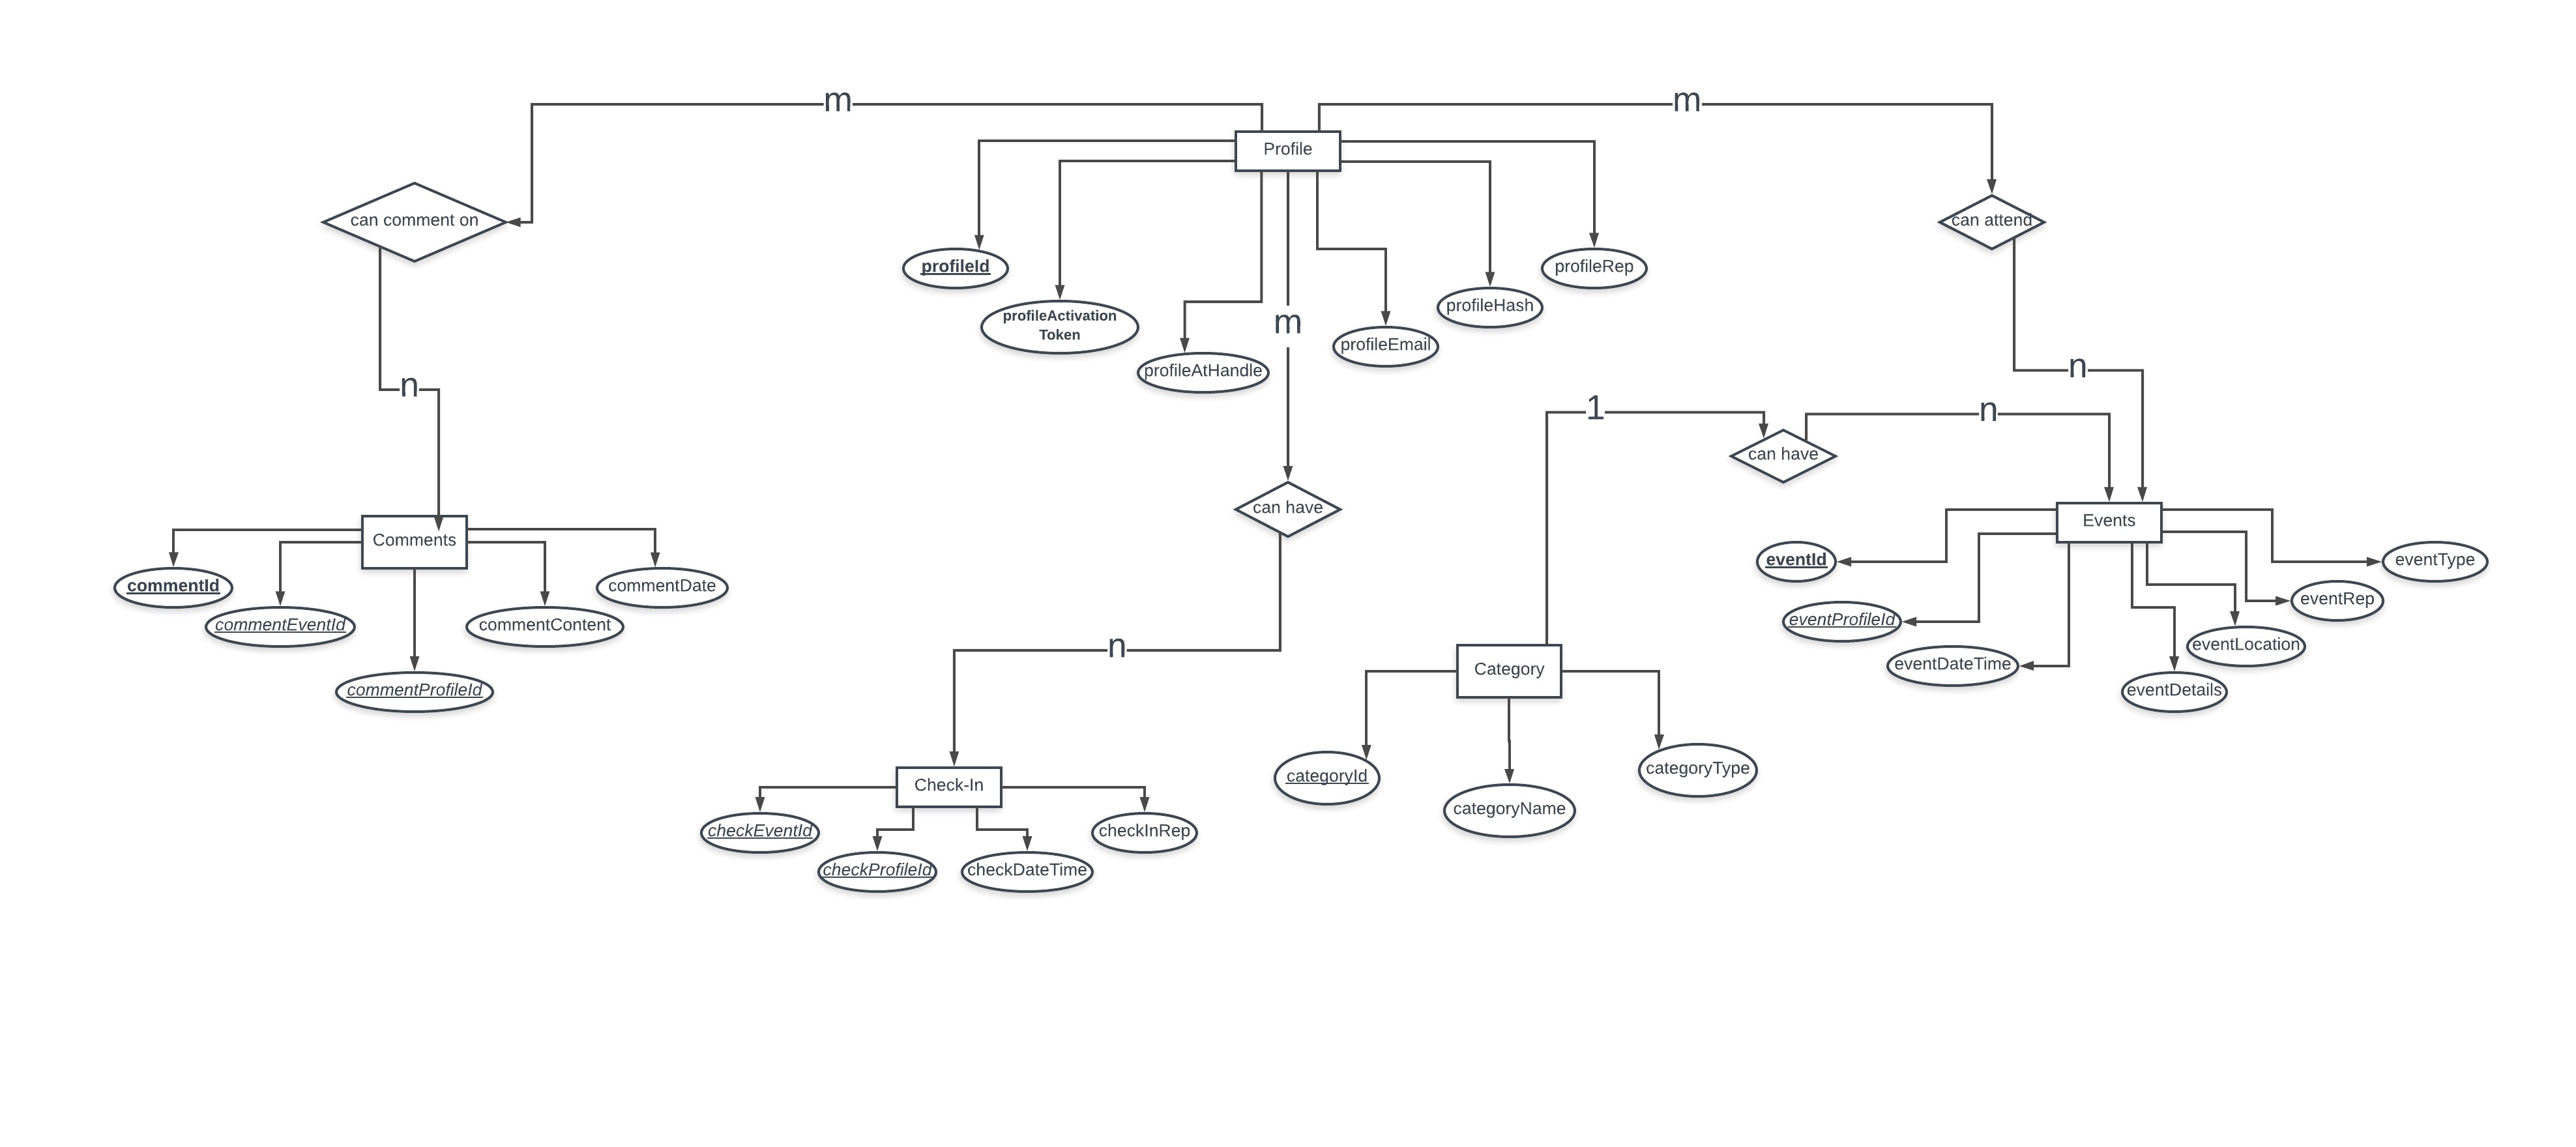 m
m
Profile
can comment on
can attend
profileId
profileRep
profileActivation
Token
profileHash
m
profileEmail
profileAtHandle
n
n
1
n
can have
can have
Comments
Events
commentId
commentDate
commentEventId
commentContent
commentProfileId
eventId
eventType
eventRep
eventProfileId
eventLocation
eventDateTime
eventDetails
n
Category
categoryId
categoryType
categoryName
Check-In
checkEventId
checkInRep
checkProfileId
checkDateTime